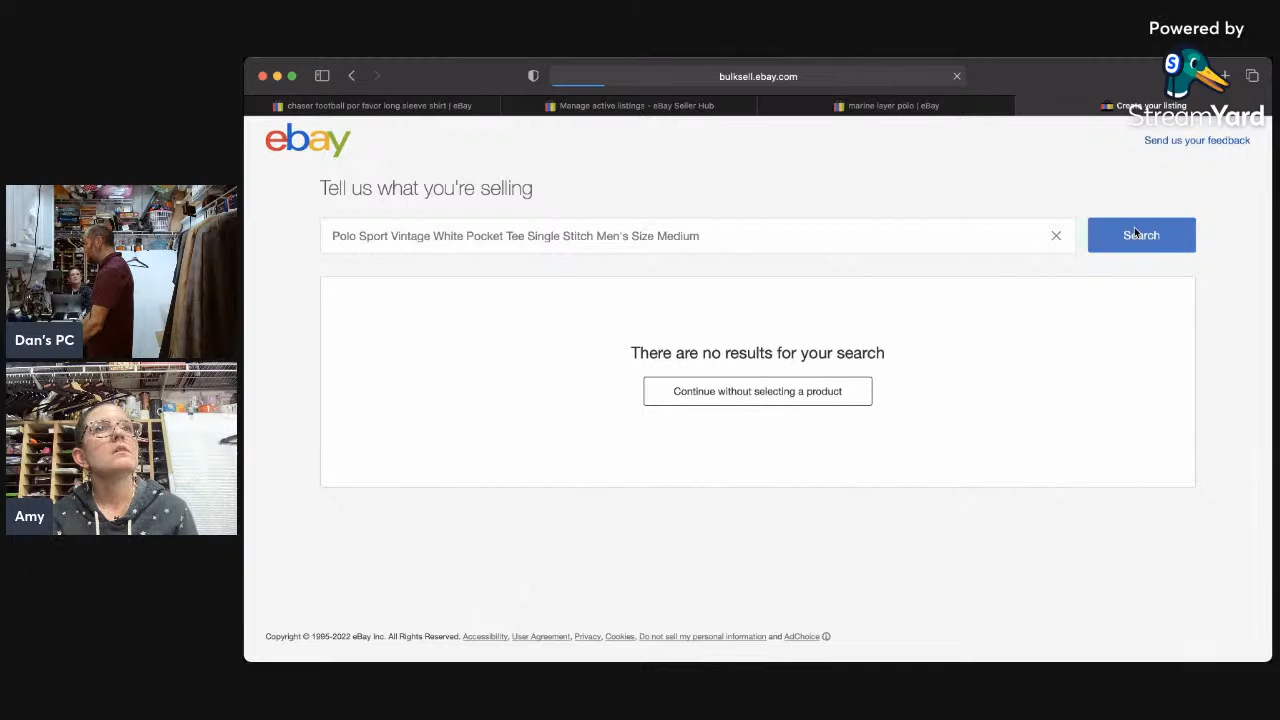 Powered by
StreamYard
bulksell.ebay.com
chaser football por favor long sleeve shirt | eBay
Manage active listings - eBay Seller Hub
marine layer polo | eBay
Create your listing
ebay
Send us your feedback
Tell us what you're selling
Polo Sport Vintage White Pocket Tee Single Stitch Men's Size Medium
Search
There are no results for your search
Continue without selecting a product
Dan's PC
Amy
Copyright © 1995-2022 eBay Inc. All Rights Reserved. Accessibility, User Agreement, Privacy, Cookies, Do not sell my personal information and AdChoice